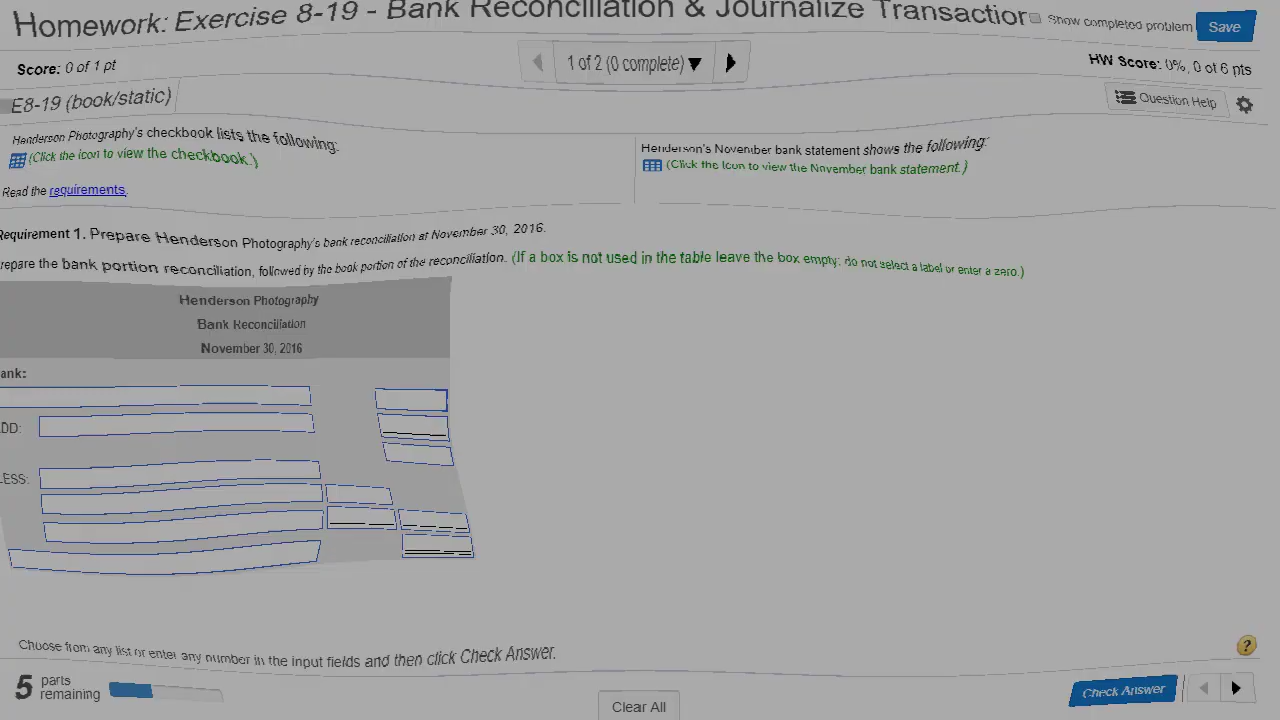 Homework: Exercise 8-19 - Bank Reconciliation & Journalize Transaction
Show completed problem
Save
Score: 0 of 1 pt
1 of 2 (0 complete)
HW Score: 0%, 0 of 6 pts
E8-19 (book/static)
Question Help
Henderson Photography's checkbook lists the following:
(Click the icon to view the checkbook.)
Read the requirements.
Henderson's November bank statement shows the following:
(Click the icon to view the November bank statement.)
Requirement 1. Prepare Henderson Photography's bank reconciliation at November 30, 2016.
repare the bank portion reconciliation, followed by the book portion of the reconciliation. (If a box is not used in the table leave the box empty; do not select a label or enter a zero.)
Henderson Photography
Bank Reconciliation
November 30, 2016
ank:
DD:
LESS:
Choose from any list or enter any number in the input fields and then click Check Answer.
?
5 parts remaining
Clear All
Check Answer